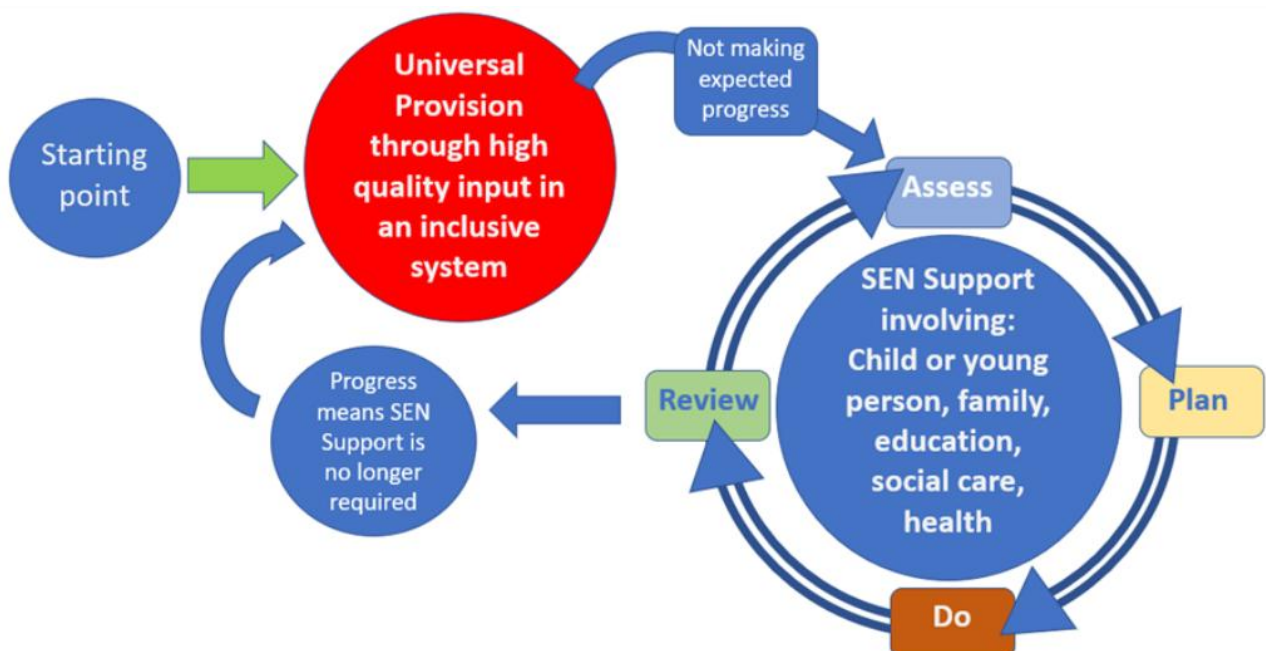 Starting
point
Universal
Provision
through high
quality input in
an inclusive
system
Not making
expected
progress
Assess
SEN Support
involving:
Child or young
person, family,
education,
social care,
health
Plan
Do
Review
Progress
means SEN
Support is
no longer
required